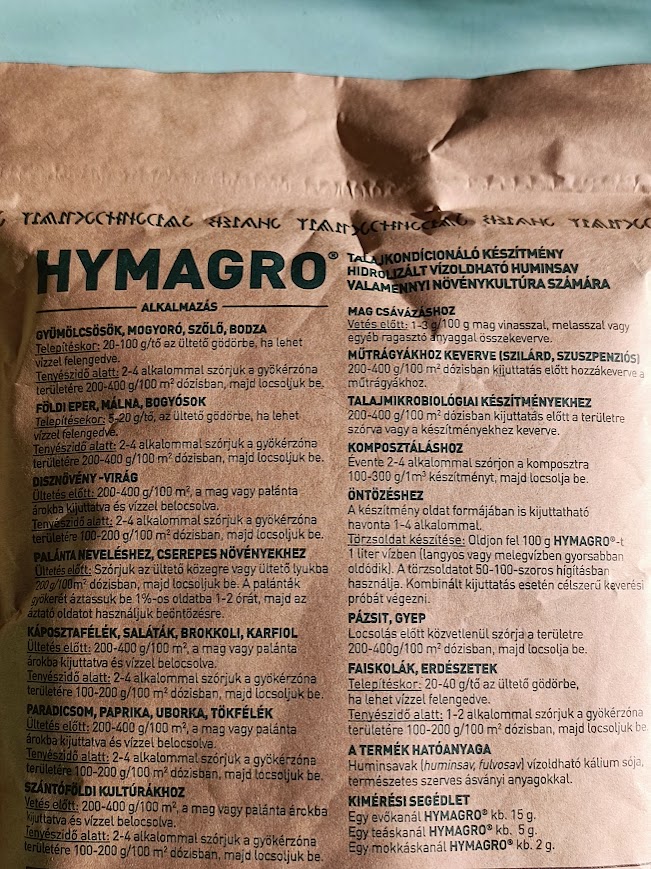 HYMAGRO®
ALKALMAZÁS
GYÜMÖLCSÖSÖK, MOGYORÓ, SZŐLŐ, BODZA
Telepítéskor: 20-100 g/tő az ültető gödörbe, ha lehet
vízzel felengedve.
Tenyészidő alatt: 2-4 alkalommal szórjuk a gyökérzóna
területére 200-400 g/100 m² dózisban, majd locsoljuk be.
FÖLDI EPER, MÁLNA, BOGYÓSOK
Telepítésekor: 5-20 g/tő, az ültető gödörbe, ha lehet
vízzel felengedve.
Tenyészidő alatt: 2-4 alkalommal szórjuk a gyökérzóna
területére 200-400 g/100 m² dózisban, majd locsoljuk be.
DISZNÖVÉNY -VIRÁG
Ültetés előtt: 200-400 g/100 m², a mag vagy palánta
árokba kijuttatva és vízzel belocsolva.
Tenyészidő alatt: 2-4 alkalommal szórjuk a gyökérzóna
területére 100-200 g/100 m² dózisban, majd locsoljuk be.
PALÁNTA NEVELÉSHEZ, CSEREPES NÖVÉNYEKHEZ
Ültetés előtt: Szórjuk az ültető közegre vagy ültető lyukba
200 g/100m² dózisban, majd locsoljuk be. A palánták
gyökerét áztassuk be 1%-os oldatba 1-2 órát, majd az
áztató oldatot használjuk beöntözésre.
KÁPOSZTAFÉLÉK, SALÁTÁK, BROKKOLI, KARFIOL
Ültetés előtt: 200-400 g/100 m², a mag vagy palánta
árokba kijuttatva és vízzel belocsolva.
Tenyészidő alatt: 2-4 alkalommal szórjuk a gyökérzóna
területére 100-200 g/100 m² dózisban, majd locsoljuk be.
PARADICSOM, PAPRIKA, UBORKA, TÖKFÉLÉK
Ültetés előtt: 200-400 g/100 m², a mag vagy palánta
árokba kijuttatva és vízzel belocsolva.
Tenyészidő alatt: 2-4 alkalommal szórjuk a gyökérzóna
területére 100-200 g/100 m² dózisban, majd locsoljuk be.
SZÁNTÓFÖLDI KULTÚRÁKHOZ
Vetés előtt: 200-400 g/100 m², a mag vagy palánta árokba
kijuttatva és vízzel belocsolva.
Tenyészidő alatt: 2-4 alkalommal szórjuk a gyökérzóna
területére 100-200 g/100 m² dózisban, majd locsoljuk be.
TALAJKONDÍCIONÁLÓ KÉSZÍTMÉNY
HIDROLIZÁLT VÍZOLDHATÓ HUMINSAV
VALAMENNYI NÖVÉNYKULTÚRA SZÁMÁRA
MAG CSÁVÁZÁSHOZ
Vetés előtt: 1-3 g/100 g mag vinasszal, melasszal vagy
egyéb ragasztó anyaggal összekeverve.
MŰTRÁGYÁKHOZ KEVERVE (SZILÁRD, SZUSZPENZIÓS)
200-400 g/100 m² dózisban kijuttatás előtt hozzákeverve a
műtrágyákhoz.
TALAJMIKROBIOLÓGIAI KÉSZÍTMÉNYEKHEZ
200-400 g/100 m² dózisban kijuttatás előtt a területre
szórva vagy a készítményekhez keverve.
KOMPOSZTÁLÁSHOZ
Évente 2-4 alkalommal szórjon a komposztra
100-300 g/1m³ készítményt, majd locsolja be.
ÖNTÖZÉSHEZ
A készítmény oldat formájában is kijuttatható
havonta 1-4 alkalommal.
Törzsoldat készítése: Oldjon fel 100 g HYMAGRO®-t
1 liter vízben (langyos vagy melegvízben gyorsabban
oldódik). A törzsoldatot 50-100-szoros hígításban
használja. Kombinált kijuttatás esetén célszerű keverési
próbát végezni.
PÁZSIT, GYEP
Locsolás előtt közvetlenül szórja a területre
200-400g/100 m² dózisban, majd locsolja be.
FAISKOLÁK, ERDÉSZETEK
Telepítéskor: 20-40 g/tő az ültető gödörbe,
ha lehet vízzel felengedve.
Tenyészidő alatt: 1-2 alkalommal szórjuk a gyökérzóna
területére 100-200 g/100 m² dózisban, majd locsoljuk be.
A TERMÉK HATÓANYAGA
Huminsavak (huminsav, fulvosav) vízoldható kálium sója,
természetes szerves ásványi anyagokkal.
KIMÉRÉSI SEGÉDLET
Egy evőkanál HYMAGRO® kb. 15 g.
Egy teáskanál HYMAGRO® kb. 5 g.
Egy mokkáskanál HYMAGRO® kb. 2 g.